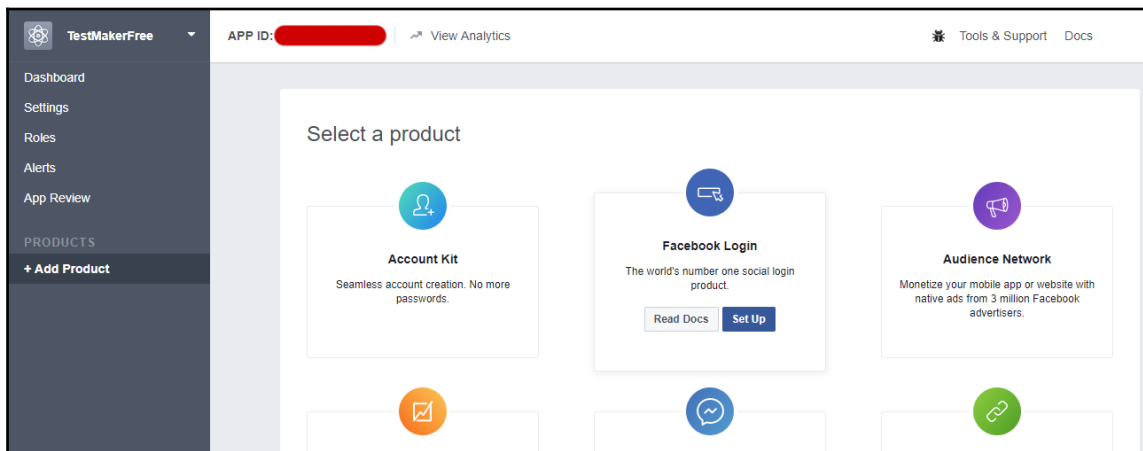 TestMakerFree
APP ID:
View Analytics
Tools & Support
Docs
Dashboard
Settings
Roles
Alerts
App Review
PRODUCTS
+ Add Product
Select a product
Account Kit
Seamless account creation. No more
passwords.
Facebook Login
The world's number one social login
product.
Read Docs
Set Up
Audience Network
Monetize your mobile app or website with
native ads from 3 million Facebook
advertisers.